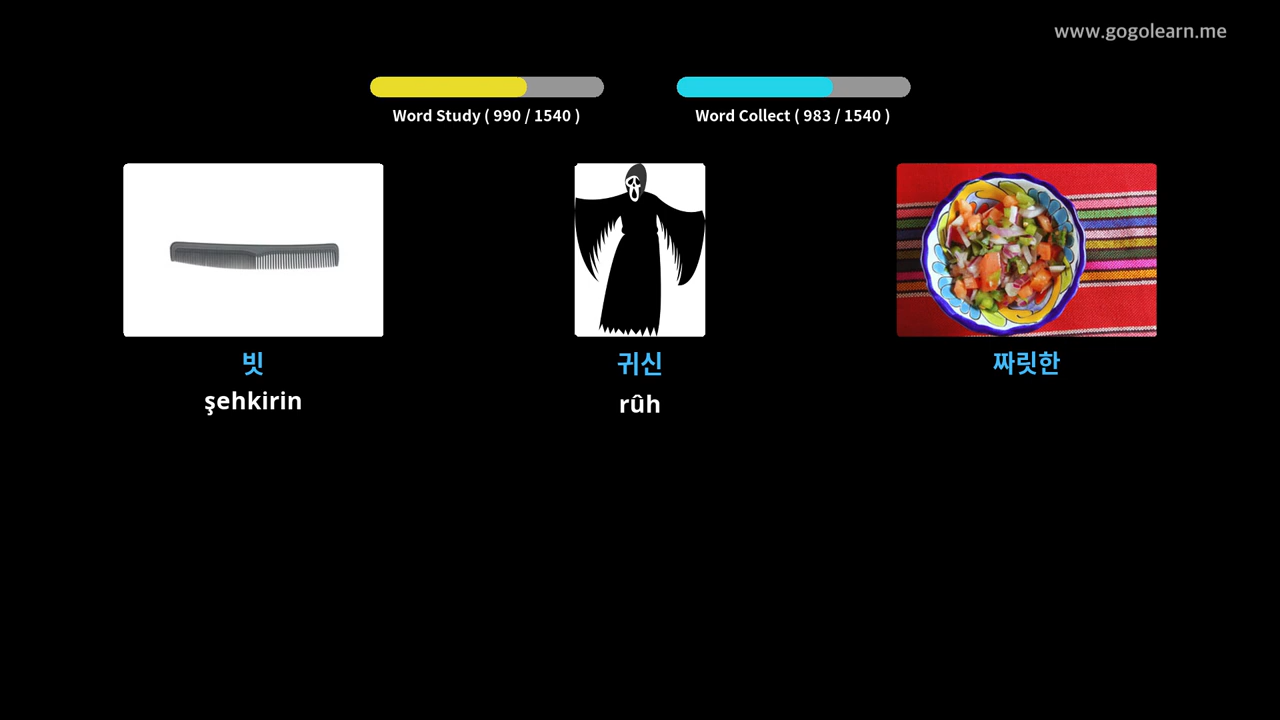 www.gogolearn.me
Word Study ( 990 / 1540 )
Word Collect ( 983 / 1540 )
빗
귀신
짜릿한
şehkirin
rûh